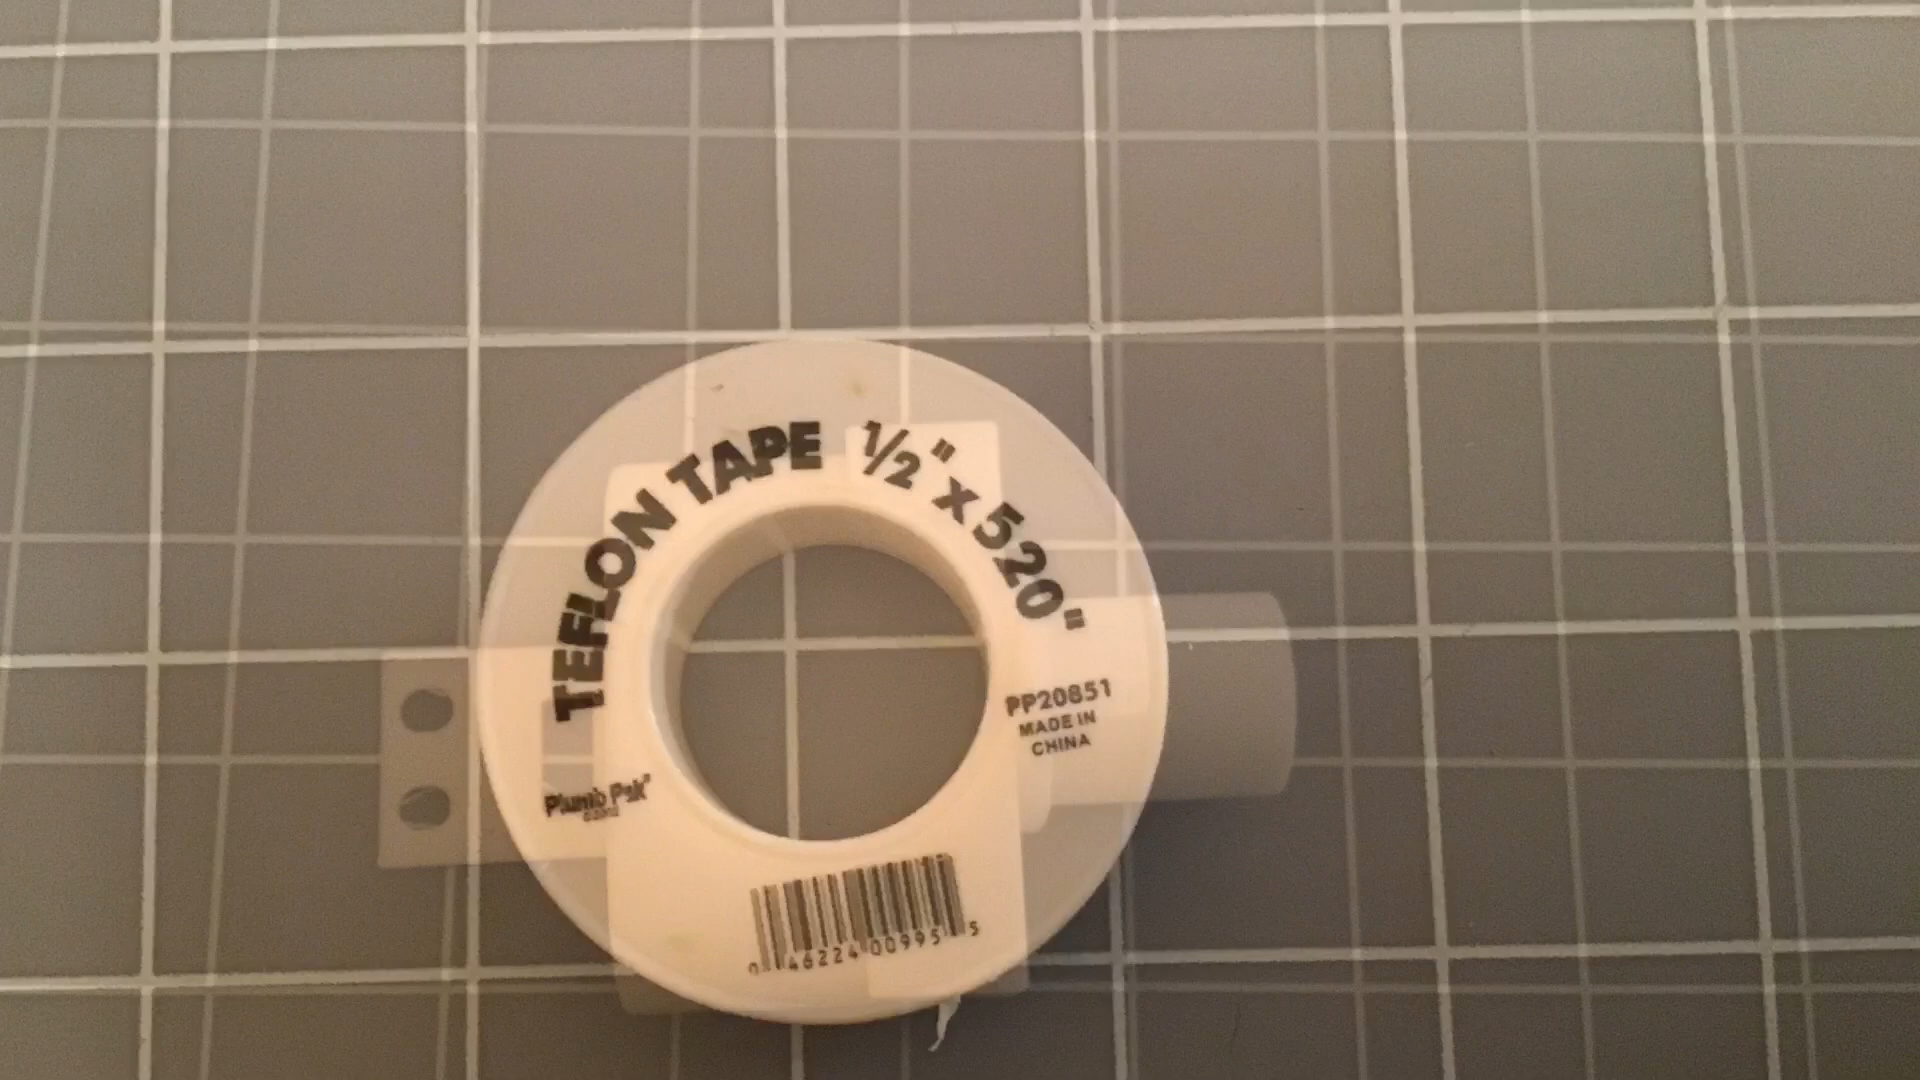 TEFLON TAPE 1/2" x 520"
PP20851
MADE IN
CHINA
Plumb Pak
0 46224 00995 5